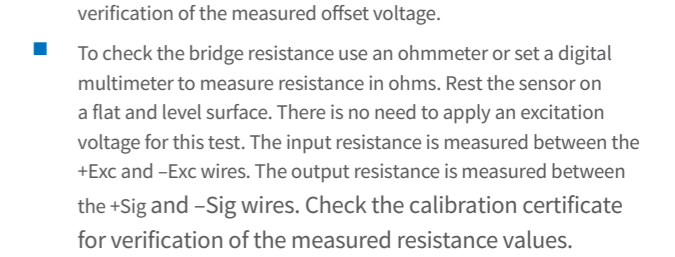 verification of the measured offset voltage.
To check the bridge resistance use an ohmmeter or set a digital
multimeter to measure resistance in ohms. Rest the sensor on
a flat and level surface. There is no need to apply an excitation
voltage for this test. The input resistance is measured between the
+Exc and –Exc wires. The output resistance is measured between
the +Sig and –Sig wires. Check the calibration certificate
for verification of the measured resistance values.